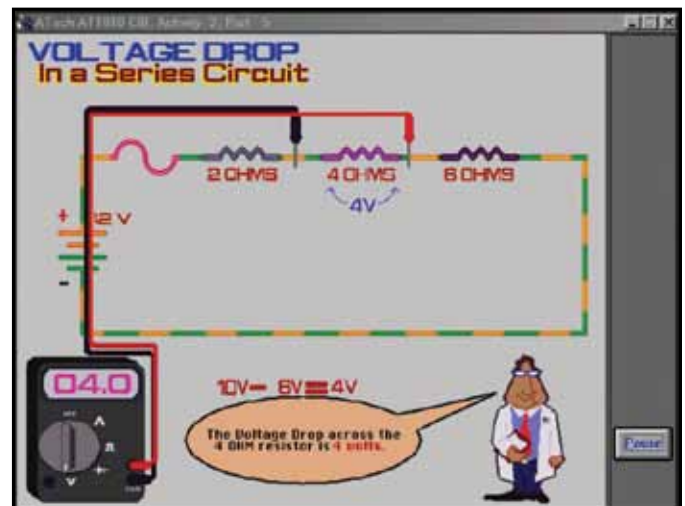 VOLTAGE DROP
In a Series Circuit
2 OHMS
4 OHMS
6 OHMS
4V
+
12 V
-
04.0
OFF
A
V
10V- 6V=4V
The Voltage Drop across the
4 OHM resistor is 4 volts.
Pause